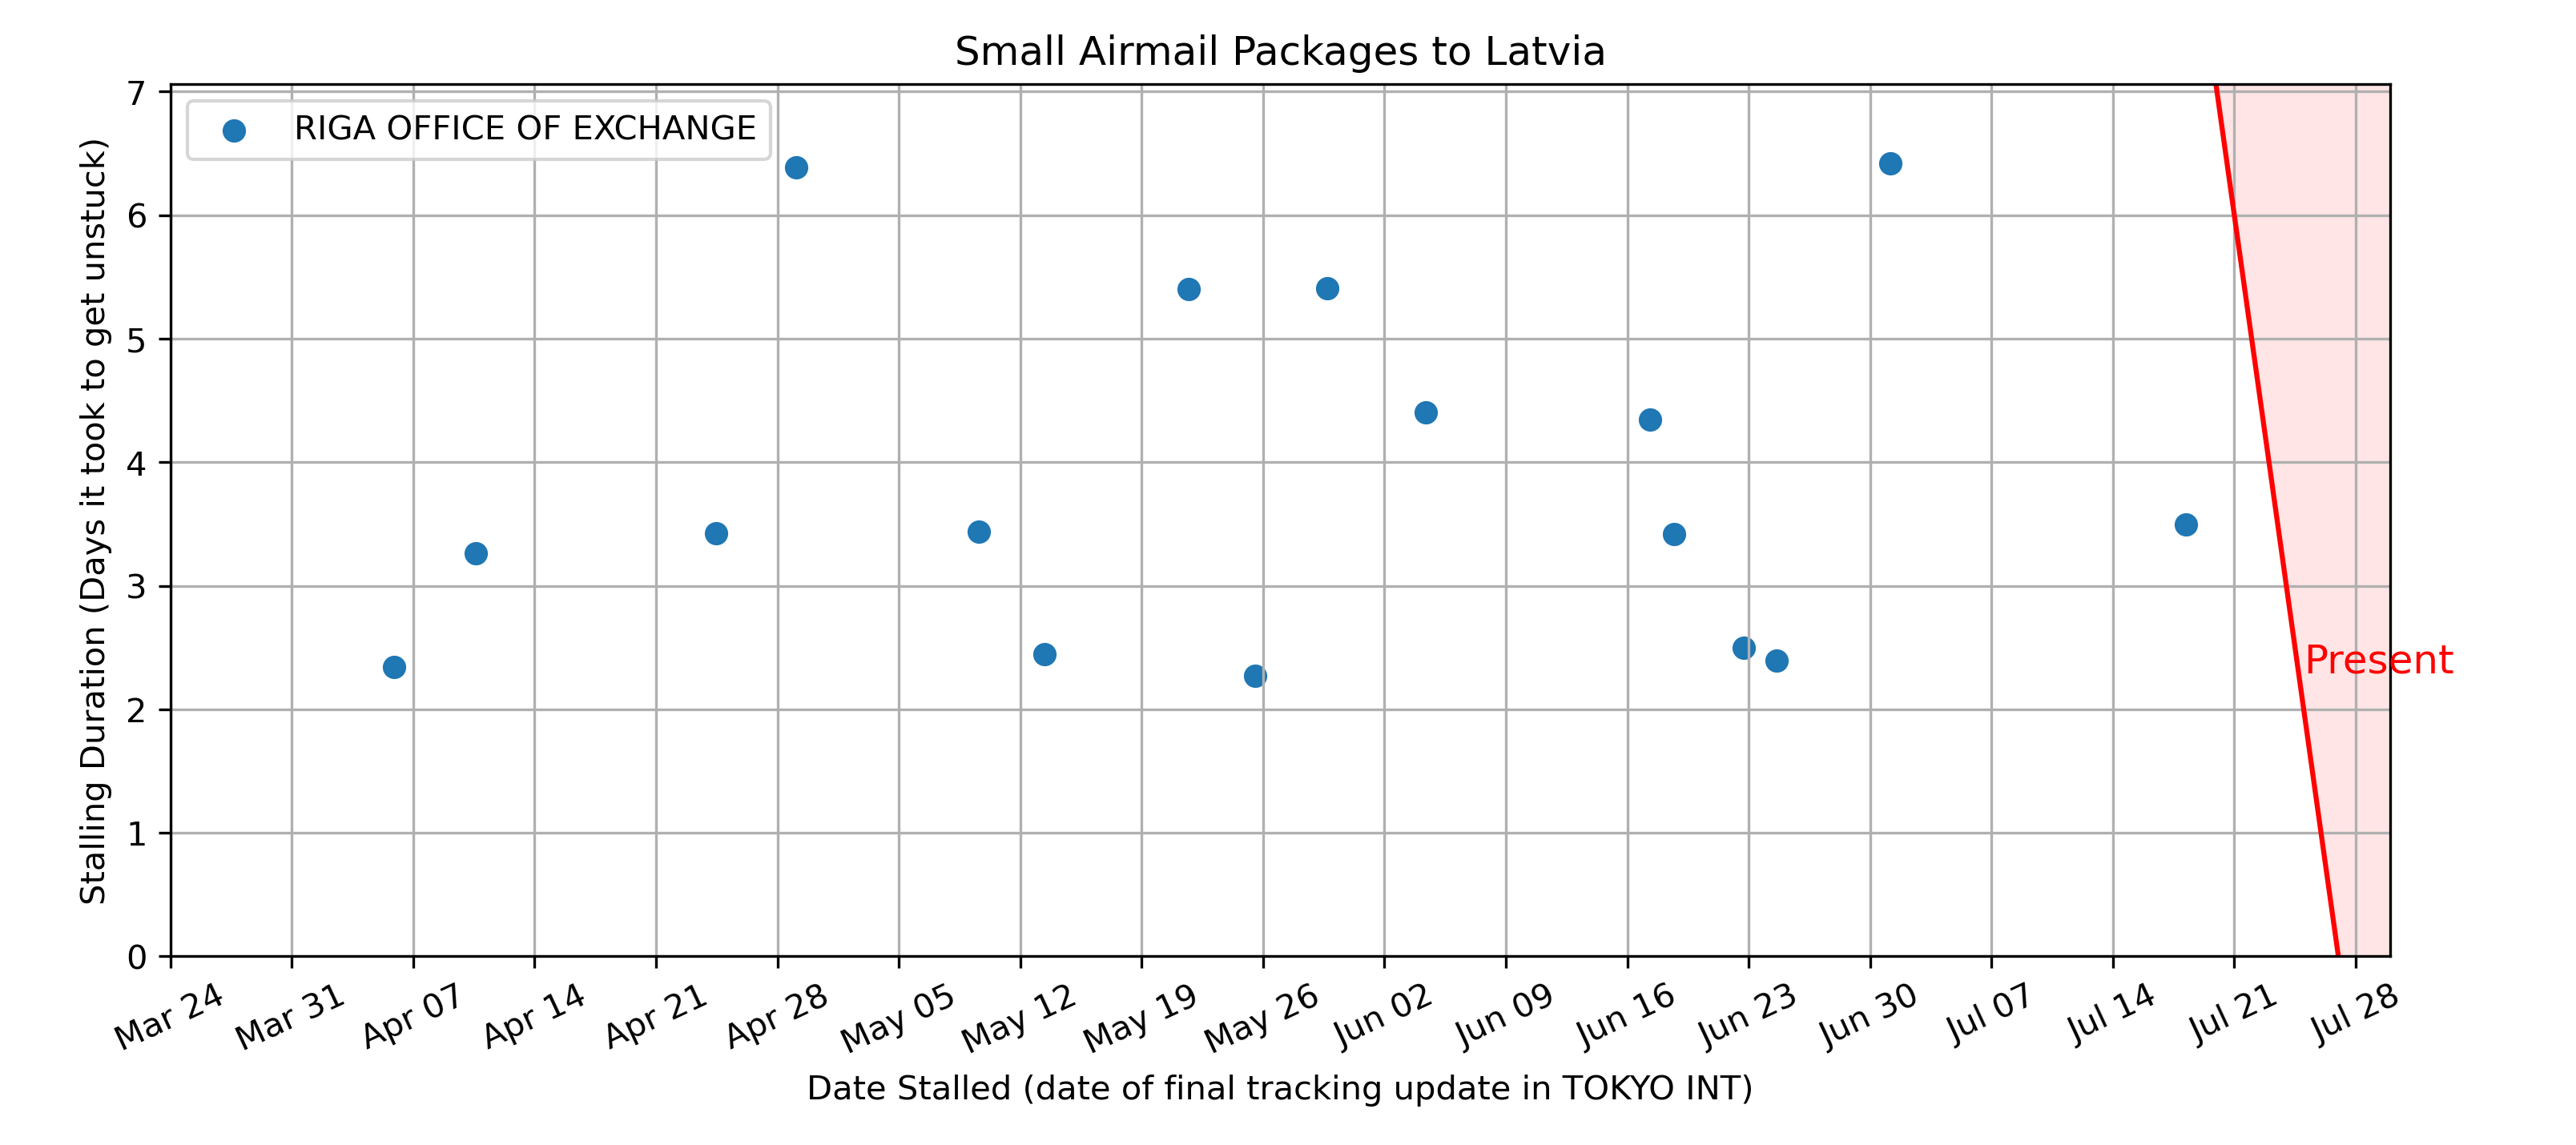 Small Airmail Packages to Latvia
RIGA OFFICE OF EXCHANGE
Stalling Duration (Days it took to get unstuck)
7
6
5
4
3
2
1
0
Present
Mar 24
Mar 31
Apr 07
Apr 14
Apr 21
Apr 28
May 05
May 12
May 19
May 26
Jun 02
Jun 09
Jun 16
Jun 23
Jun 30
Jul 07
Jul 14
Jul 21
Jul 28
Date Stalled (date of final tracking update in TOKYO INT)